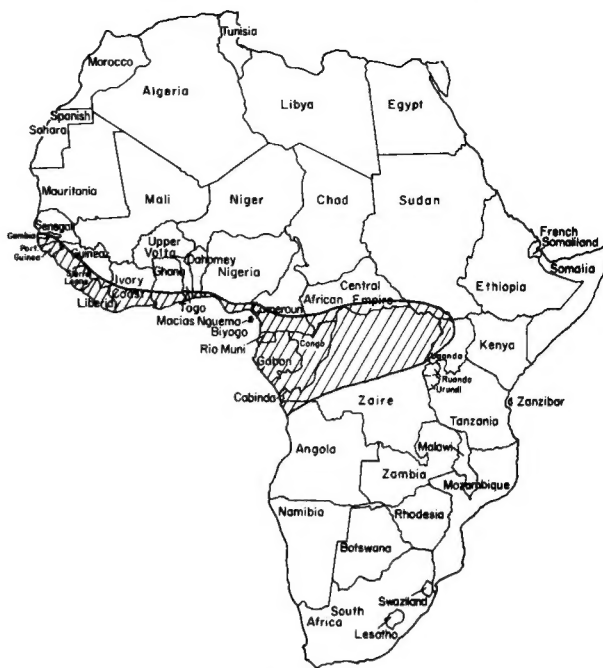 Tunisia
Morocco
Algeria
Libya
Egypt
Spanish
Sahara
Mauritania
Mali
Niger
Chad
Sudan
Senegal
Gambia
Port.
Guinea
Guinea
Sierra
Leone
Liberia
Ivory
Coast
Upper
Volta
Ghana
Togo
Dahomey
Nigeria
Cameroun
Central
African Empire
French
Somaliland
Somalia
Ethiopia
Macias Nguema
Biyogo
Rio Muni
Gabon
Congo
Cabinda
Zaire
Uganda
Ruanda
Urundi
Kenya
Tanzania
Zanzibar
Angola
Zambia
Malawi
Mozambique
Namibia
Rhodesia
Botswana
Swaziland
South
Africa
Lesotho